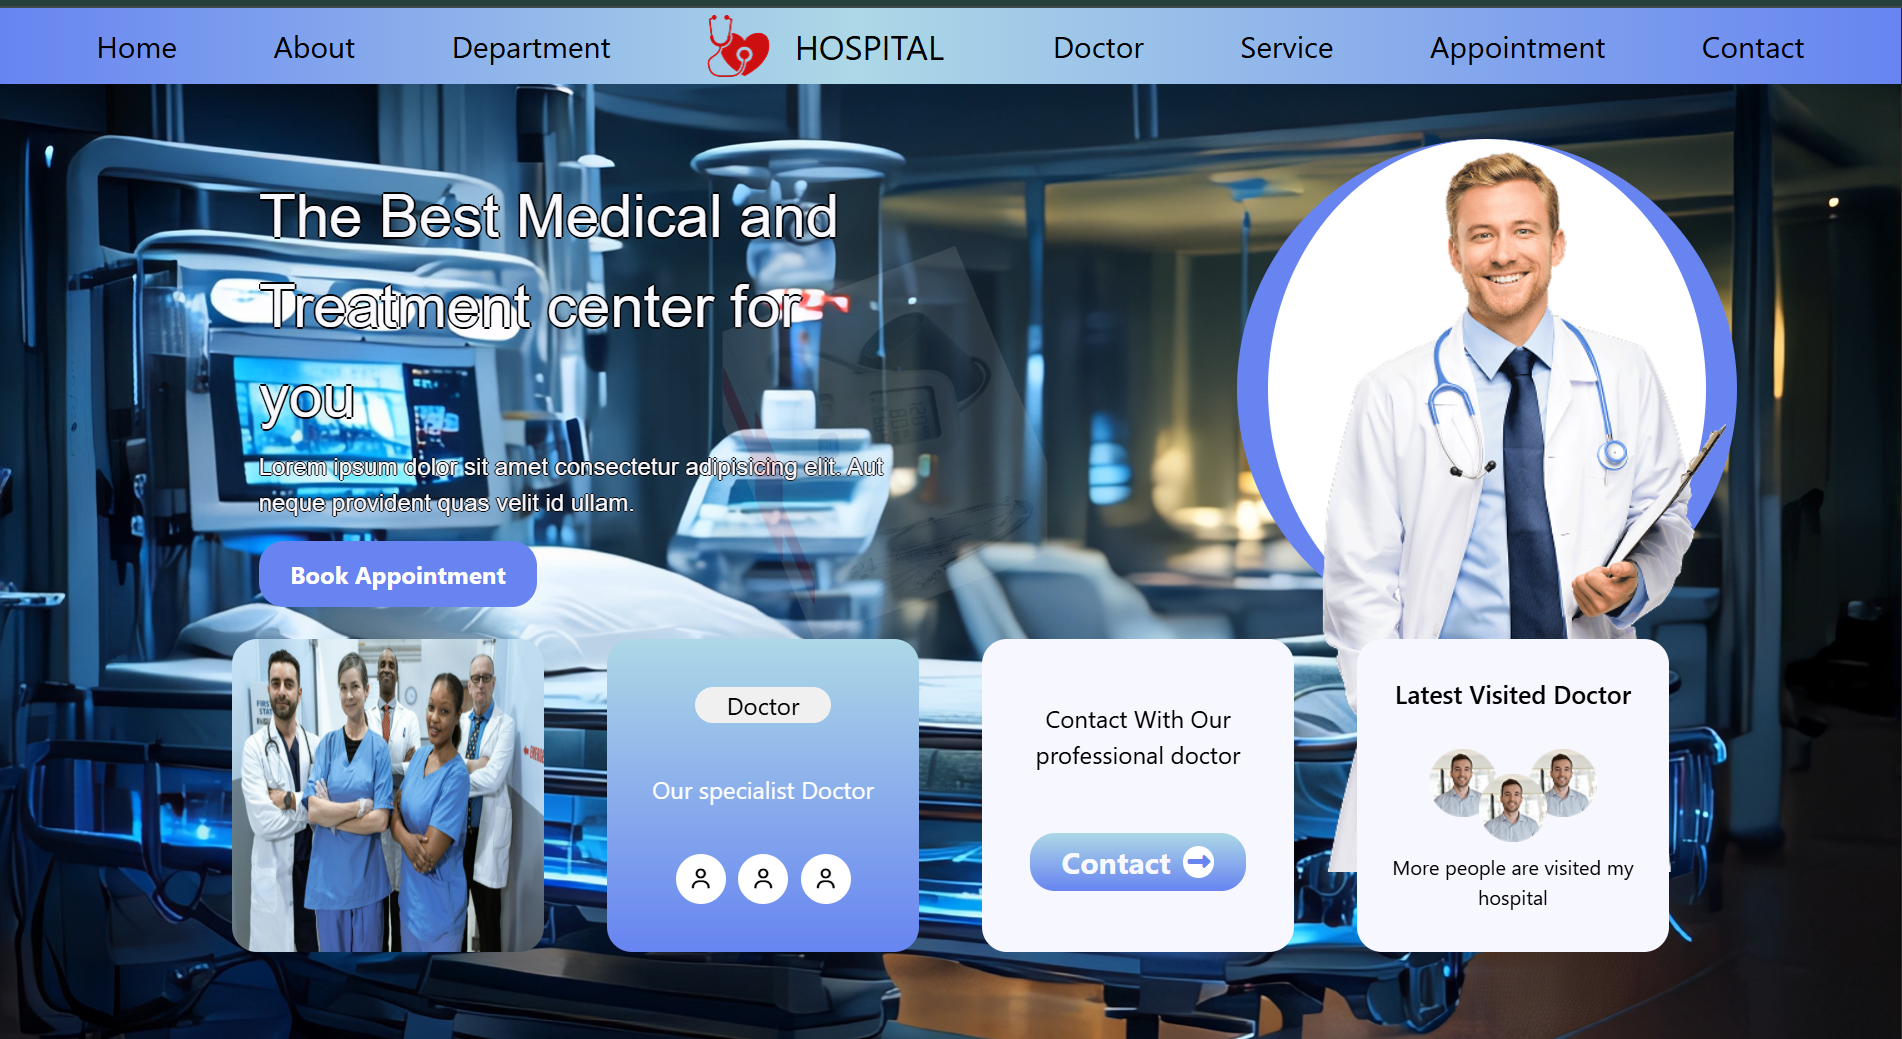 Home About Department HOSPITAL Doctor Service Appointment Contact
The Best Medical and
Treatment center for
you
Lorem ipsum dolor sit amet consectetur adipisicing elit. Aut
neque provident quas velit id ullam.
Book Appointment
Doctor
Our specialist Doctor
Contact With Our
professional doctor
Contact
Latest Visited Doctor
More people are visited my
hospital